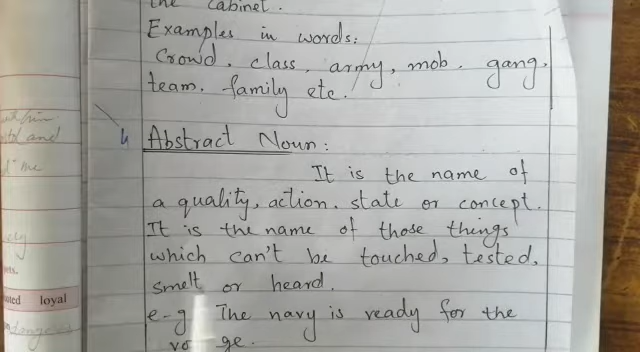 the cabinet.
Examples in words:
Crowd, class, army, mob. gang,
team. family etc.
4 Abstract Noun:
It is the name of
a quality, action. state or concept.
It is the name of those things
which can't be touched, tested,
smelt or heard.
e-g The navy is ready for the
and
me
loyal